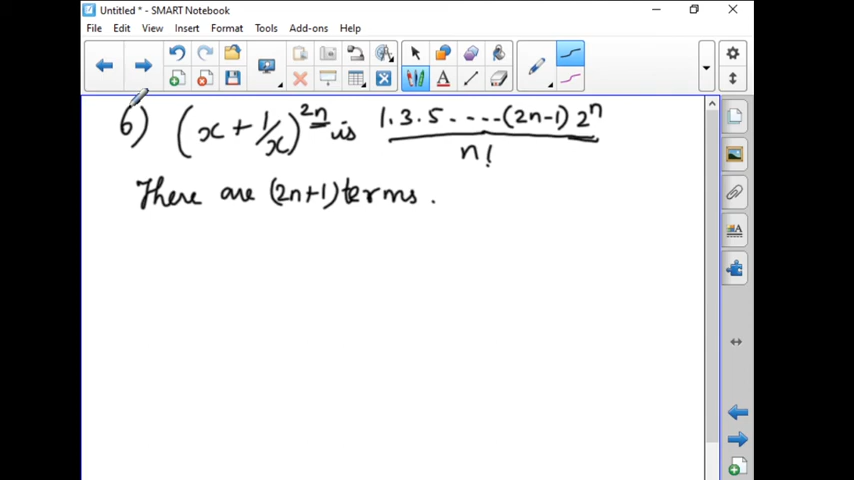 Untitled * - SMART Notebook
File Edit View Insert Format Tools Add-ons Help
6) (x + 1/x)^2n is 1.3.5.....(2n-1) 2^n / n!
There are (2n+1) terms.